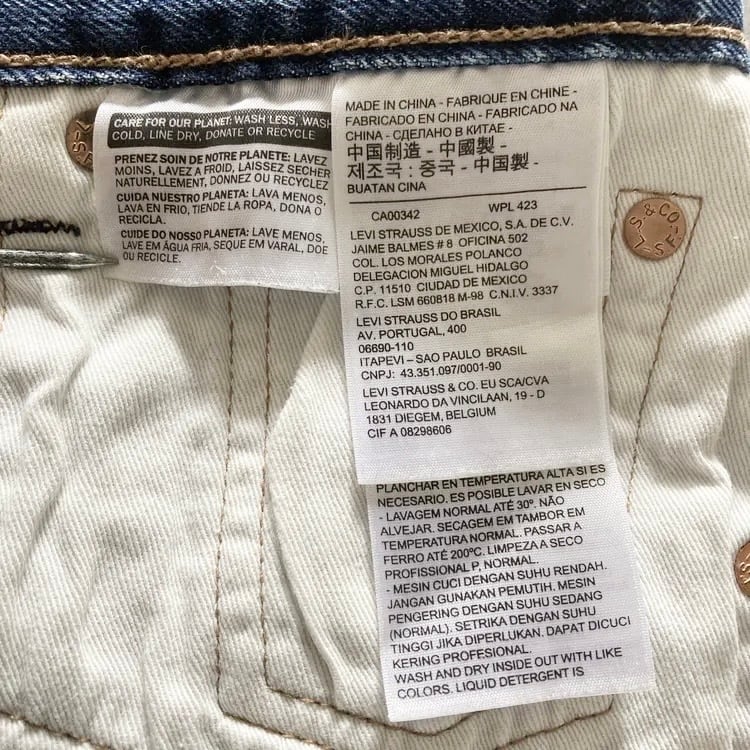 CARE FOR OUR PLANET: WASH LESS, WASH
COLD, LINE DRY, DONATE OR RECYCLE
PRENEZ SOIN DE NOTRE PLANETE: LAVEZ
MOINS, LAVEZ A FROID, LAISSEZ SECHER
NATURELLEMENT, DONNEZ OU RECYCLEZ
CUIDA NUESTRO PLANETA: LAVA MENOS,
LAVA EN FRIO, TIENDE LA ROPA, DONA O
RECICLA.
CUIDE DO NOSSO PLANETA: LAVE MENOS,
LAVE EM ÁGUA FRIA, SEQUE EM VARAL, DOE
OU RECICLE.
MADE IN CHINA - FABRIQUE EN CHINE -
FABRICADO EN CHINA - FABRICADO NA
CHINA - СДЕЛАНО В КИТАЕ -
中国制造 - 中國製 -
제조국 : 중국 - 中国製 -
BUATAN CINA
CA00342 WPL 423
LEVI STRAUSS DE MEXICO, S.A. DE C.V.
JAIME BALMES # 8 OFICINA 502
COL. LOS MORALES POLANCO
DELEGACION MIGUEL HIDALGO
C.P. 11510 CIUDAD DE MEXICO
R.F.C. LSM 660818 M-98 C.N.I.V. 3337
LEVI STRAUSS DO BRASIL
AV. PORTUGAL, 400
06690-110
ITAPEVI – SAO PAULO BRASIL
CNPJ: 43.351.097/0001-90
LEVI STRAUSS & CO. EU SCA/CVA
LEONARDO DA VINCILAAN, 19 - D
1831 DIEGEM, BELGIUM
CIF A 08298606
PLANCHAR EN TEMPERATURA ALTA SI ES
NECESARIO. ES POSIBLE LAVAR EN SECO
- LAVAGEM NORMAL ATÉ 30º. NÃO
ALVEJAR. SECAGEM EM TAMBOR EM
TEMPERATURA NORMAL. PASSAR A
FERRO ATÉ 200ºC. LIMPEZA A SECO
PROFISSIONAL P, NORMAL.
- MESIN CUCI DENGAN SUHU RENDAH.
JANGAN GUNAKAN PEMUTIH. MESIN
PENGERING DENGAN SUHU SEDANG
(NORMAL). SETRIKA DENGAN SUHU
TINGGI JIKA DIPERLUKAN. DAPAT DICUCI
KERING PROFESIONAL.
WASH AND DRY INSIDE OUT WITH LIKE
COLORS. LIQUID DETERGENT IS
L S & CO